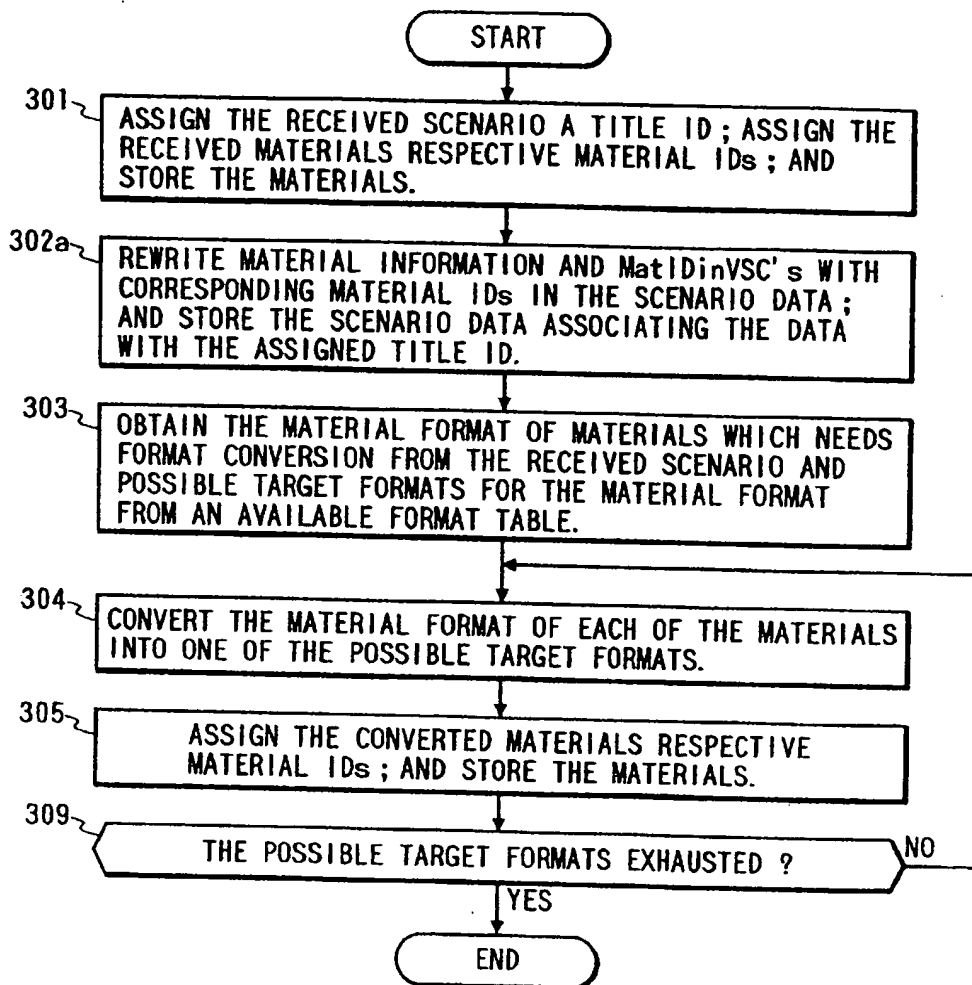 START
301
ASSIGN THE RECEIVED SCENARIO A TITLE ID ; ASSIGN THE
RECEIVED MATERIALS RESPECTIVE MATERIAL IDs ; AND
STORE THE MATERIALS.
302a
REWRITE MATERIAL INFORMATION AND MatIDinVSC's WITH
CORRESPONDING MATERIAL IDs IN THE SCENARIO DATA ;
AND STORE THE SCENARIO DATA ASSOCIATING THE DATA
WITH THE ASSIGNED TITLE ID.
303
OBTAIN THE MATERIAL FORMAT OF MATERIALS WHICH NEEDS
FORMAT CONVERSION FROM THE RECEIVED SCENARIO AND
POSSIBLE TARGET FORMATS FOR THE MATERIAL FORMAT
FROM AN AVAILABLE FORMAT TABLE.
304
CONVERT THE MATERIAL FORMAT OF EACH OF THE MATERIALS
INTO ONE OF THE POSSIBLE TARGET FORMATS.
305
ASSIGN THE CONVERTED MATERIALS RESPECTIVE
MATERIAL IDs ; AND STORE THE MATERIALS.
309
THE POSSIBLE TARGET FORMATS EXHAUSTED ?
NO
YES
END